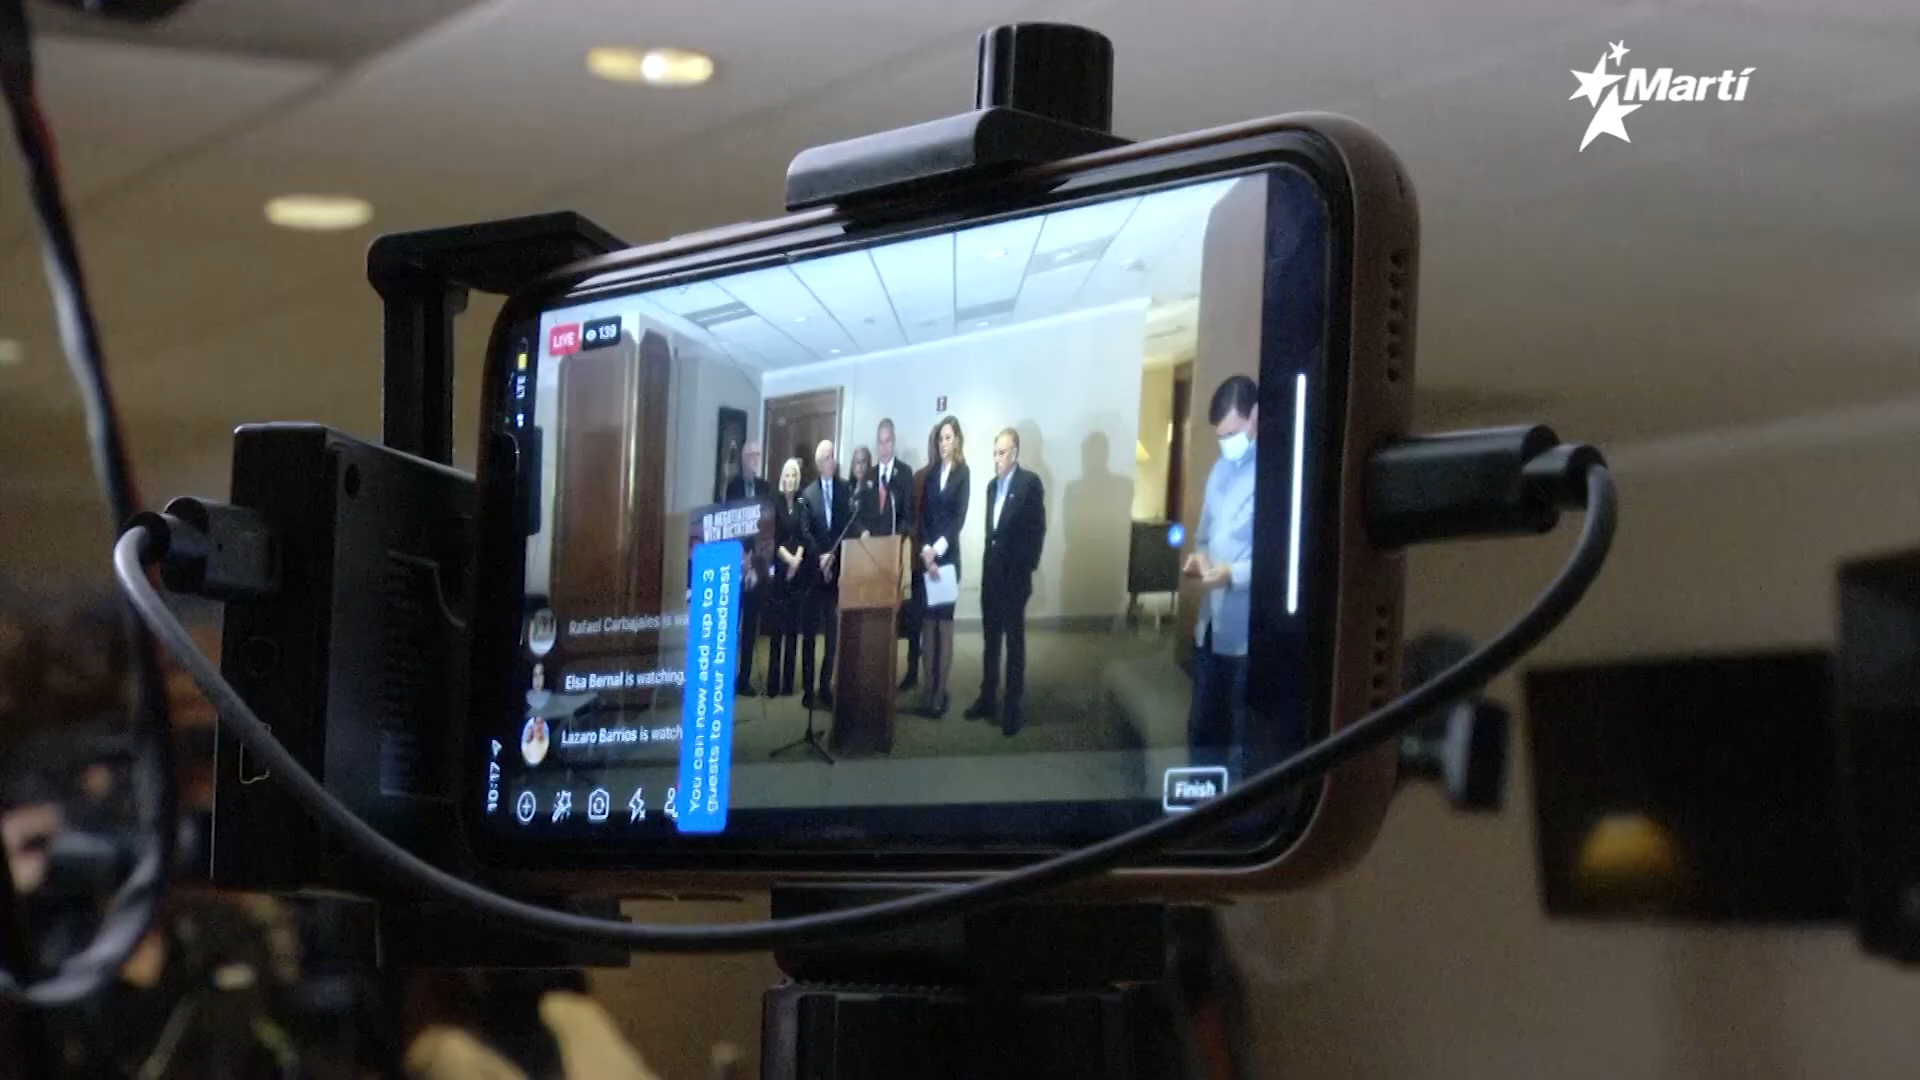 Martí
LIVE
139
LTE
NO NEGOTIATIONS
WITH DICTATORS
Rafael Carbajales is wa
Elsa Bernal is watching.
Lazaro Barrios is watch
You can now add up to 3
guests to your broadcast
10:17
Finish